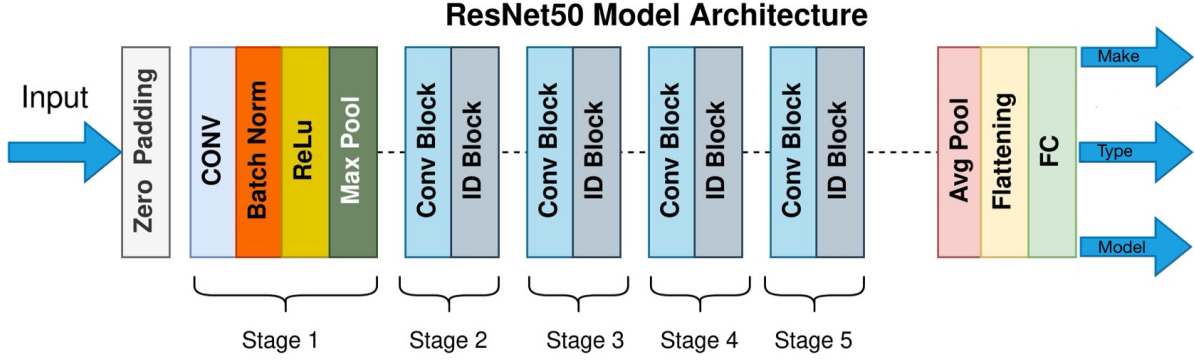 ResNet50 Model Architecture
Input
Zero Padding
CONV
Batch Norm
ReLu
Max Pool
Conv Block
ID Block
Conv Block
ID Block
Conv Block
ID Block
Conv Block
ID Block
Avg Pool
Flattening
FC
Make
Type
Model
Stage 1
Stage 2
Stage 3
Stage 4
Stage 5